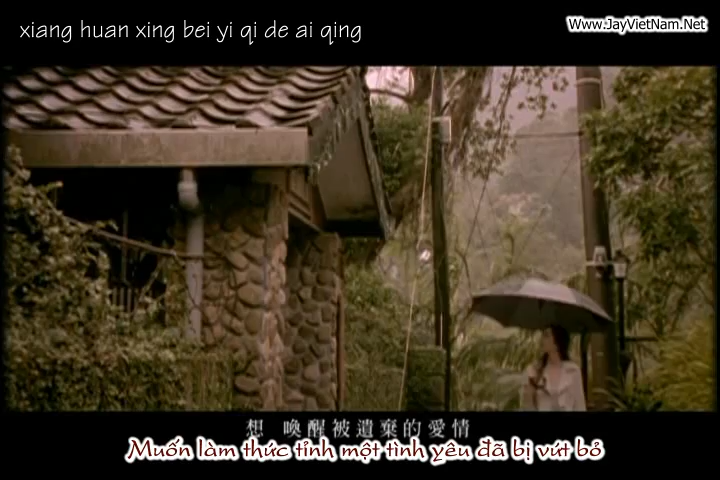 xiang huan xing bei yi qi de ai qing
Www.JayVietNam.Net
想 喚醒被遺棄的愛情
Muốn làm thức tỉnh một tình yêu đã bị vứt bỏ